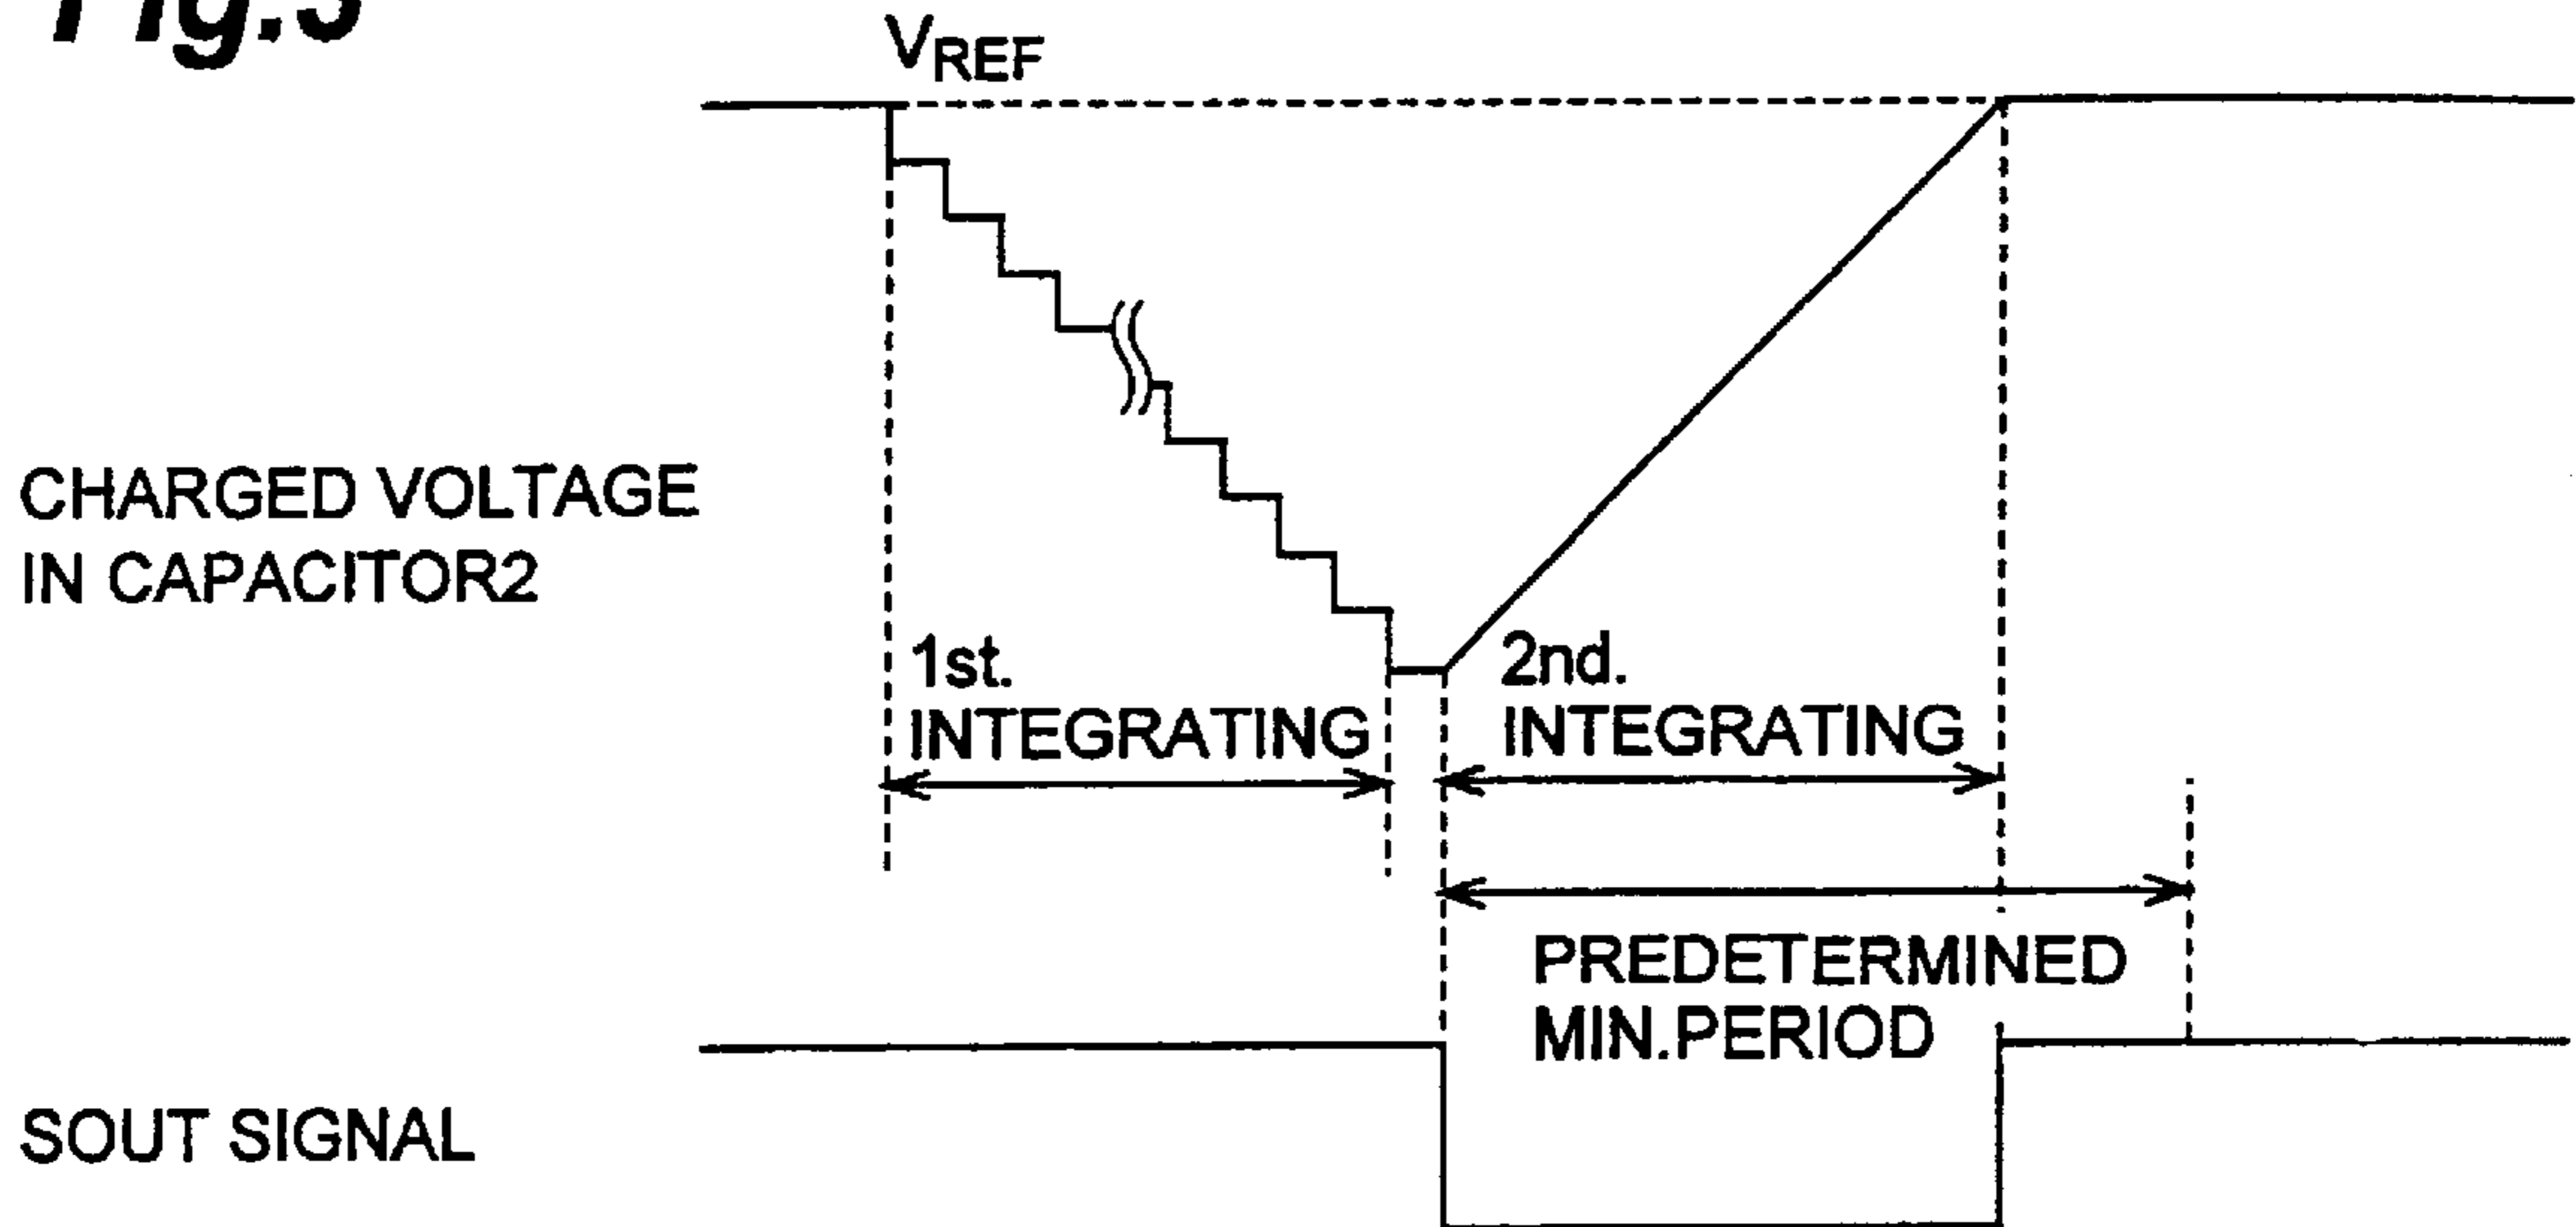 Fig.3
VREF
CHARGED VOLTAGE
IN CAPACITOR2
1st.
INTEGRATING
2nd.
INTEGRATING
PREDETERMINED
MIN.PERIOD
SOUT SIGNAL